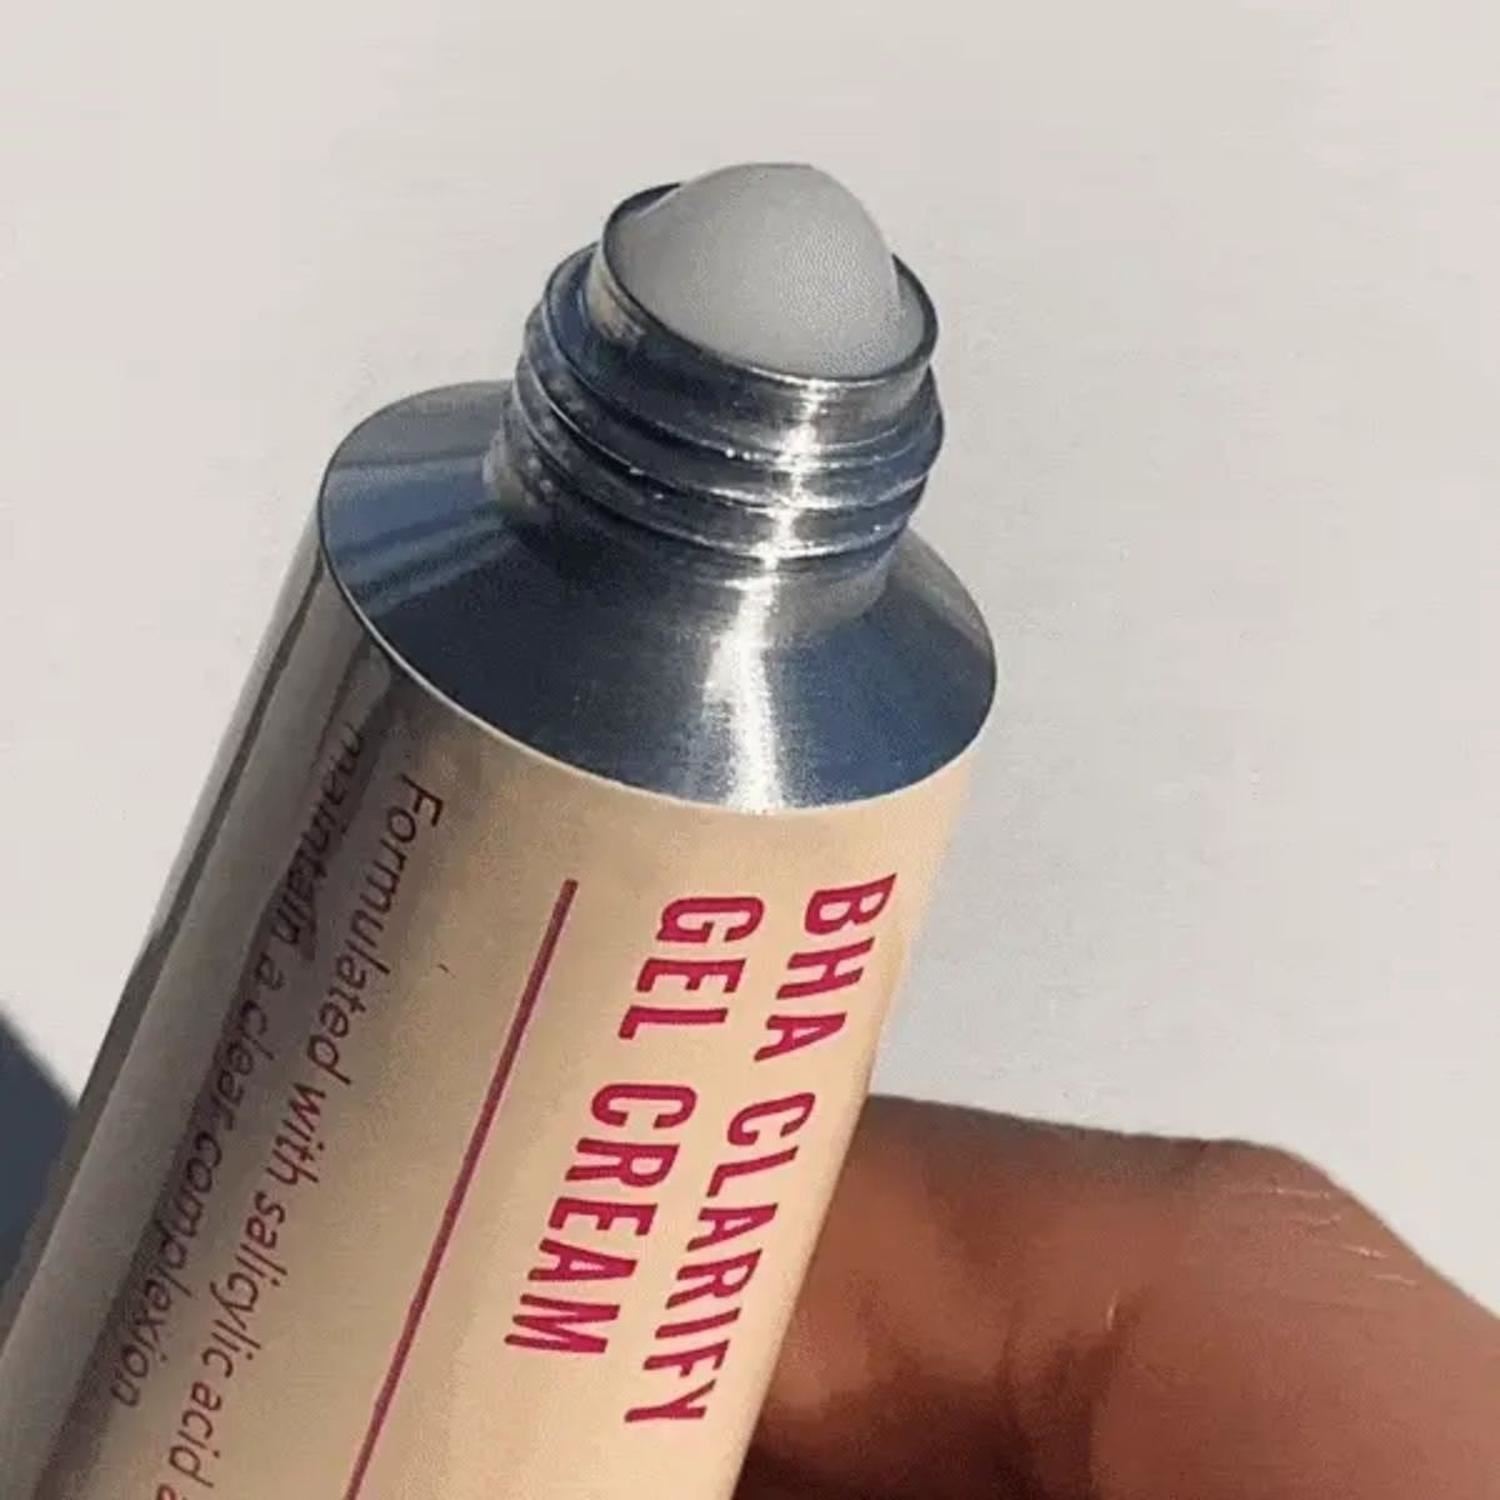 BHA CLARIFY
GEL CREAM
Formulated with salicylic acid
maintain a clear complexion